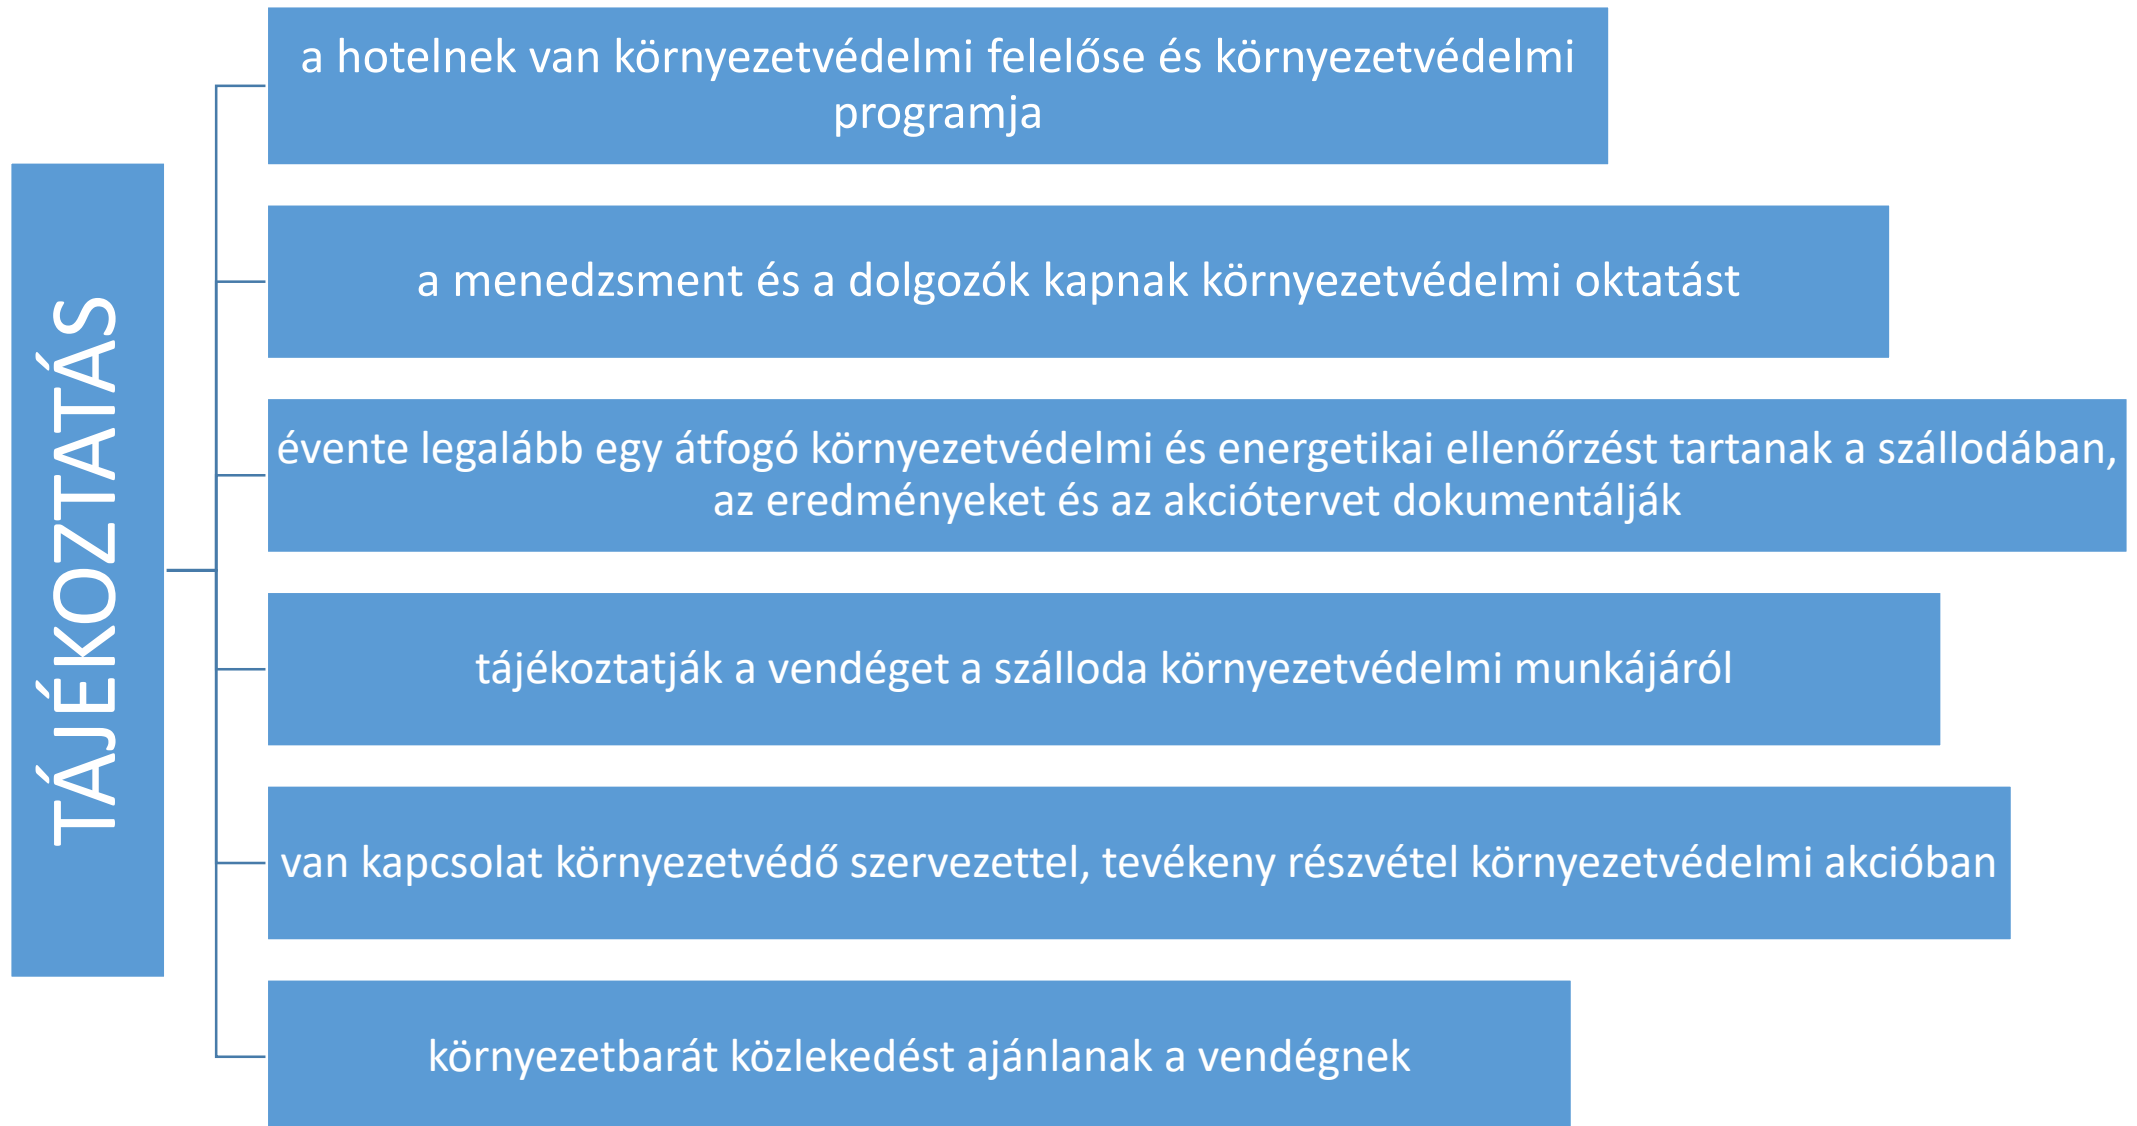 TÁJÉKOZTATÁS
a hotelnek van környezetvédelmi felelőse és környezetvédelmi
programja
a menedzsment és a dolgozók kapnak környezetvédelmi oktatást
évente legalább egy átfogó környezetvédelmi és energetikai ellenőrzést tartanak a szállodában,
az eredményeket és az akciótervet dokumentálják
tájékoztatják a vendéget a szálloda környezetvédelmi munkájáról
van kapcsolat környezetvédő szervezettel, tevékeny részvétel környezetvédelmi akcióban
környezetbarát közlekedést ajánlanak a vendégnek